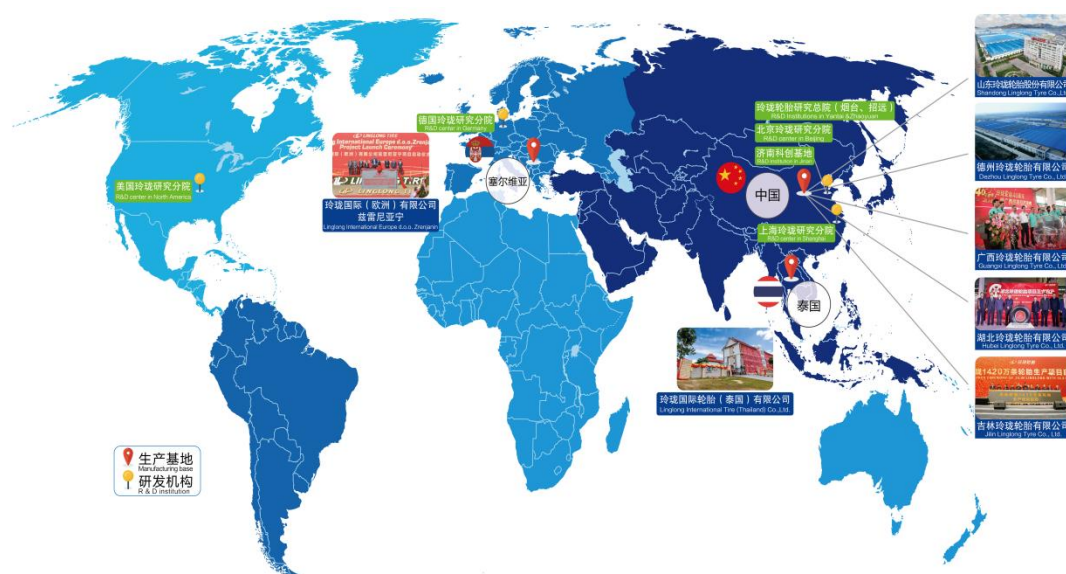 美国玲珑研究分院
R&D center in North America
LINGLONG TIRE
International Europe d.o.o. Zrenjanin
Project Launch Ceremony
玲珑国际（欧洲）有限公司
兹雷尼亚宁
Linglong International Europe d.o.o. Zrenjanin
德国玲珑研究分院
R&D center in Germany
塞尔维亚
玲珑轮胎研究总院（烟台、招远）
R&D Institutions in Yantai &Zhaoyuan
北京玲珑研究分院
R&D center in Beijing
济南科创基地
R&D institution in Jinan
中国
上海玲珑研究分院
R&D center in Shanghai
泰国
玲珑国际轮胎（泰国）有限公司
Linglong International Tire (Thailand) Co.,Ltd.
山东玲珑轮胎股份有限公司
Shandong Linglong Tyre Co.,Ltd
德州玲珑轮胎有限公司
Dezhou Linglong Tyre Co., Ltd.
广西玲珑轮胎有限公司
Guangxi Linglong Tyre Co., Ltd.
湖北玲珑轮胎有限公司
Hubei Linglong Tyre Co., Ltd.
吉林玲珑轮胎有限公司
Jilin Linglong Tyre Co., Ltd.
生产基地
Manufacturing base
研发机构
R & D institution